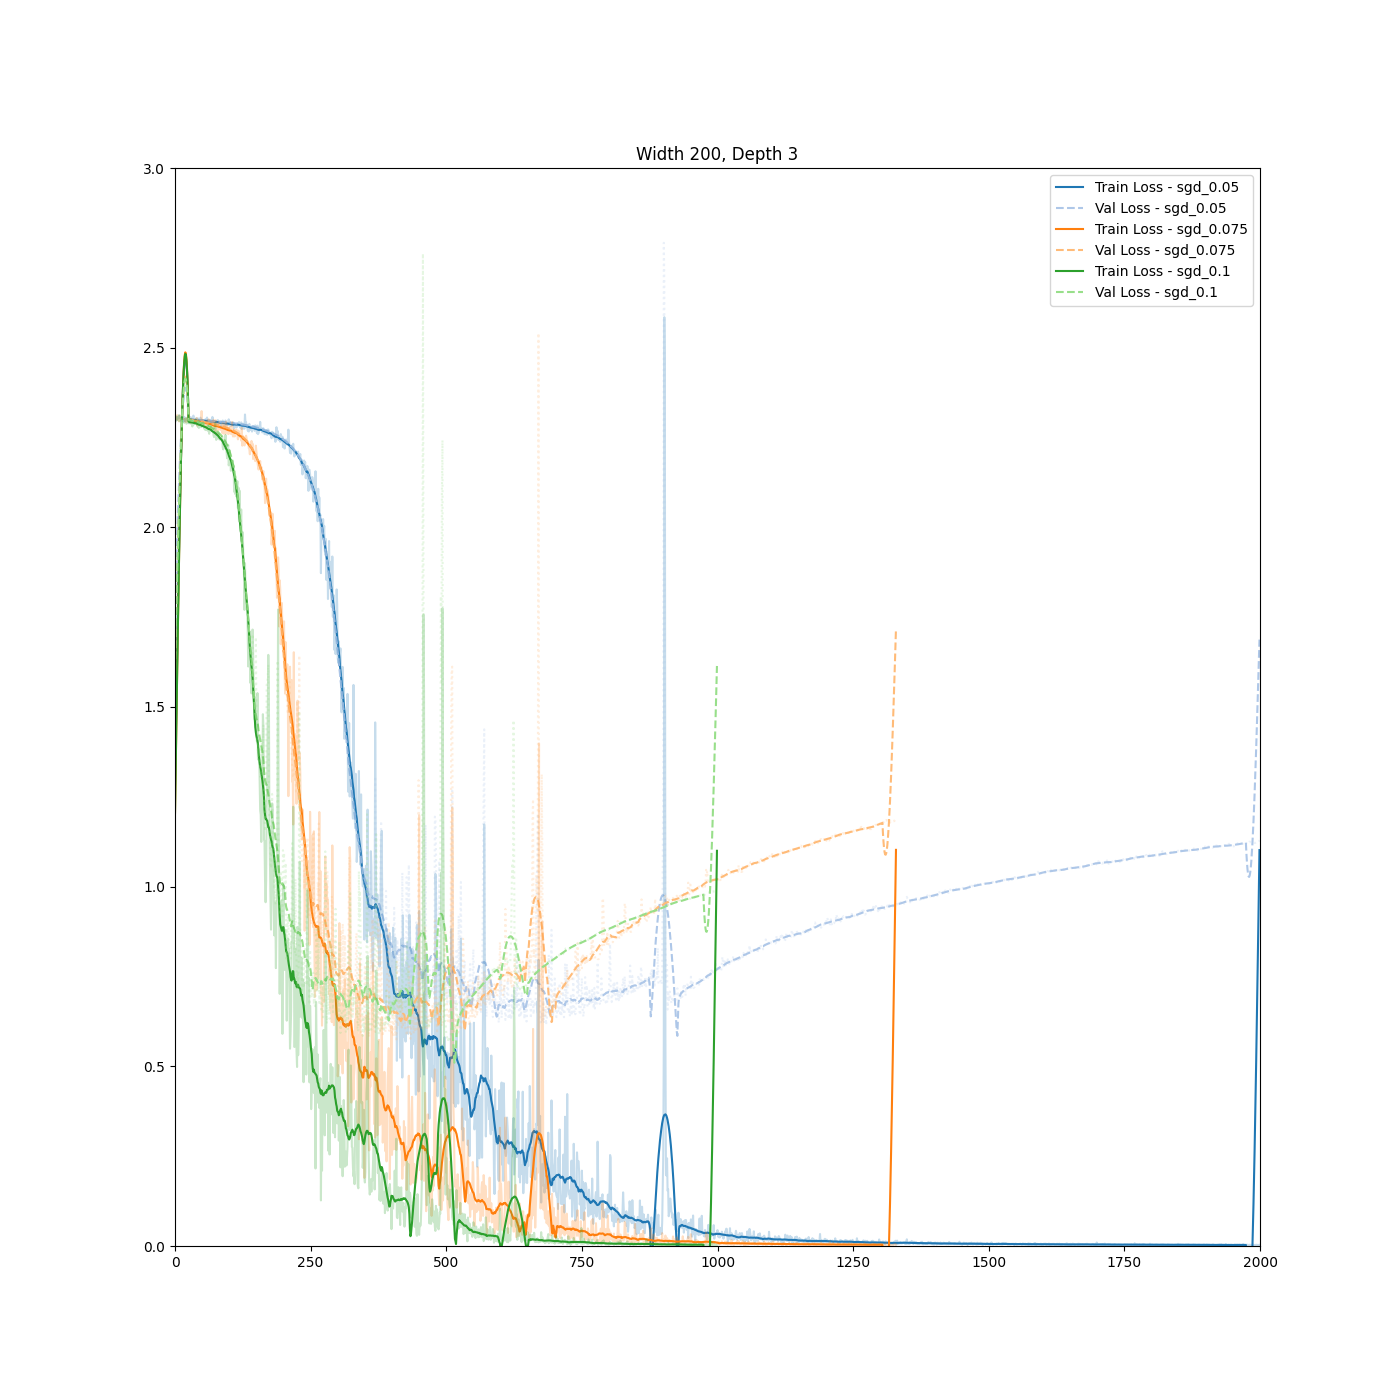 Width 200, Depth 3
3.0
2.5
2.0
1.5
1.0
0.5
0.0
Train Loss - sgd_0.05
Val Loss - sgd_0.05
Train Loss - sgd_0.075
Val Loss - sgd_0.075
Train Loss - sgd_0.1
Val Loss - sgd_0.1
0 250 500 750 1000 1250 1500 1750 2000